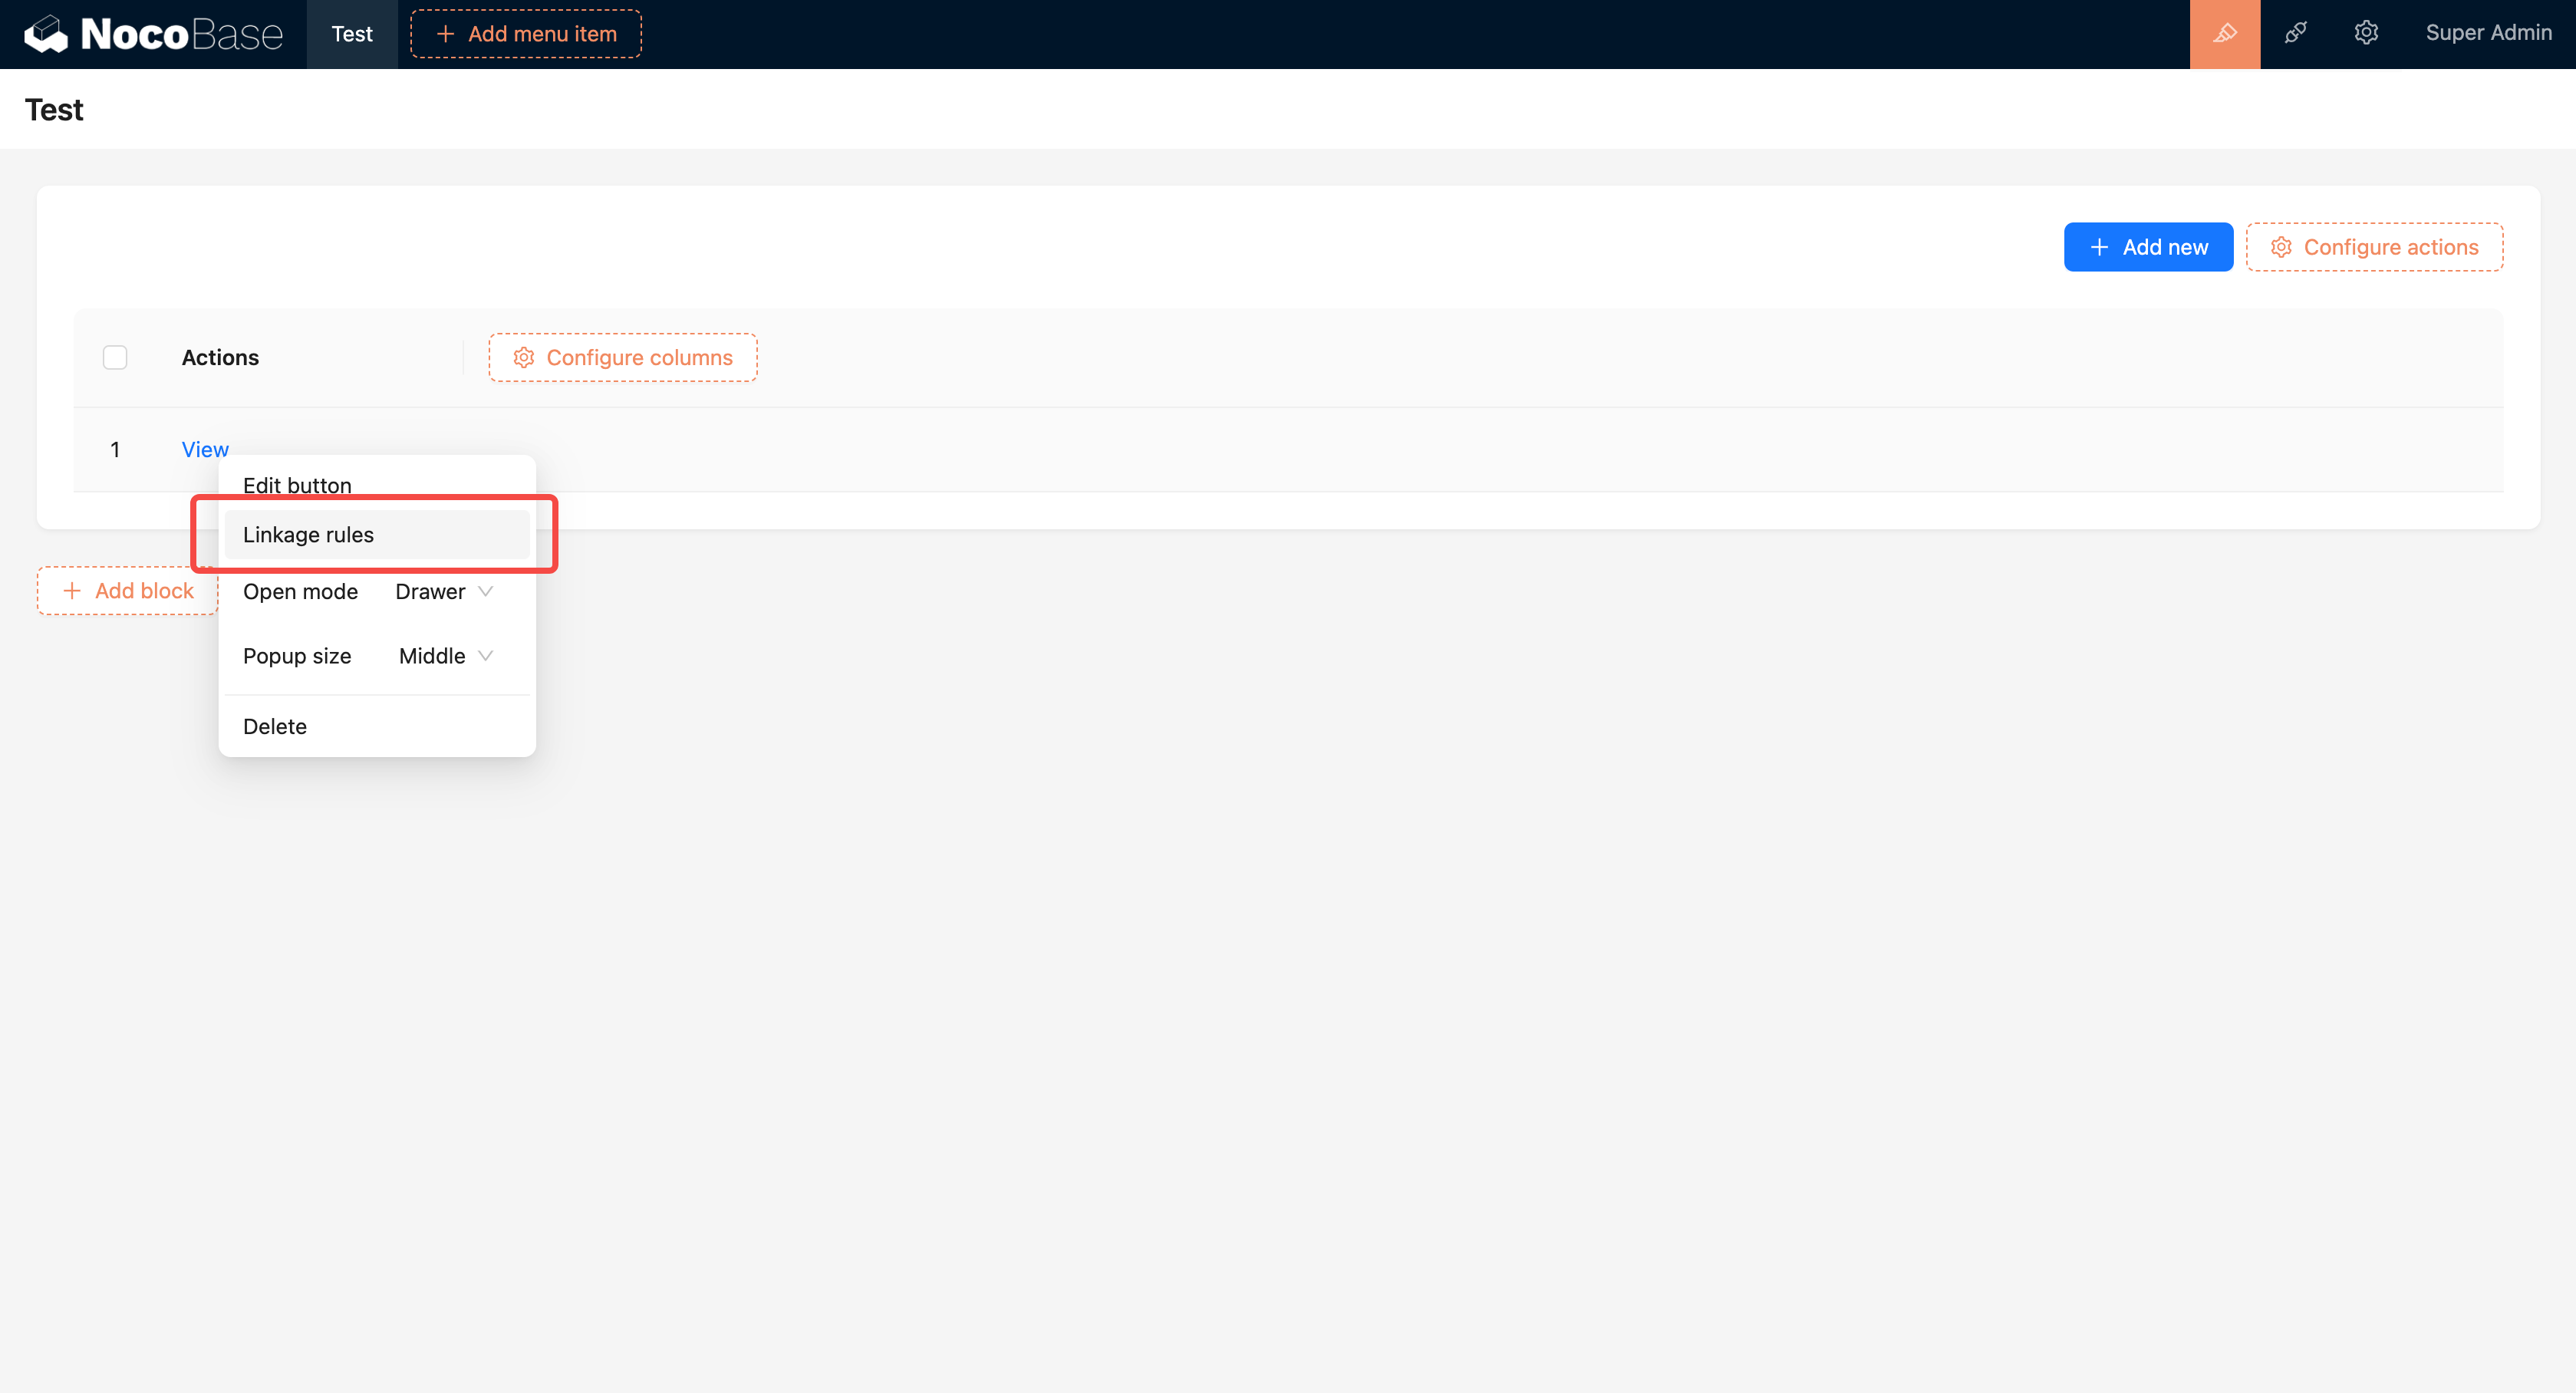 NocoBase Test Add menu item Super Admin
Test
Add new Configure actions
Actions Configure columns
1 View
Edit button
Linkage rules
Add block Open mode Drawer
Popup size Middle
Delete